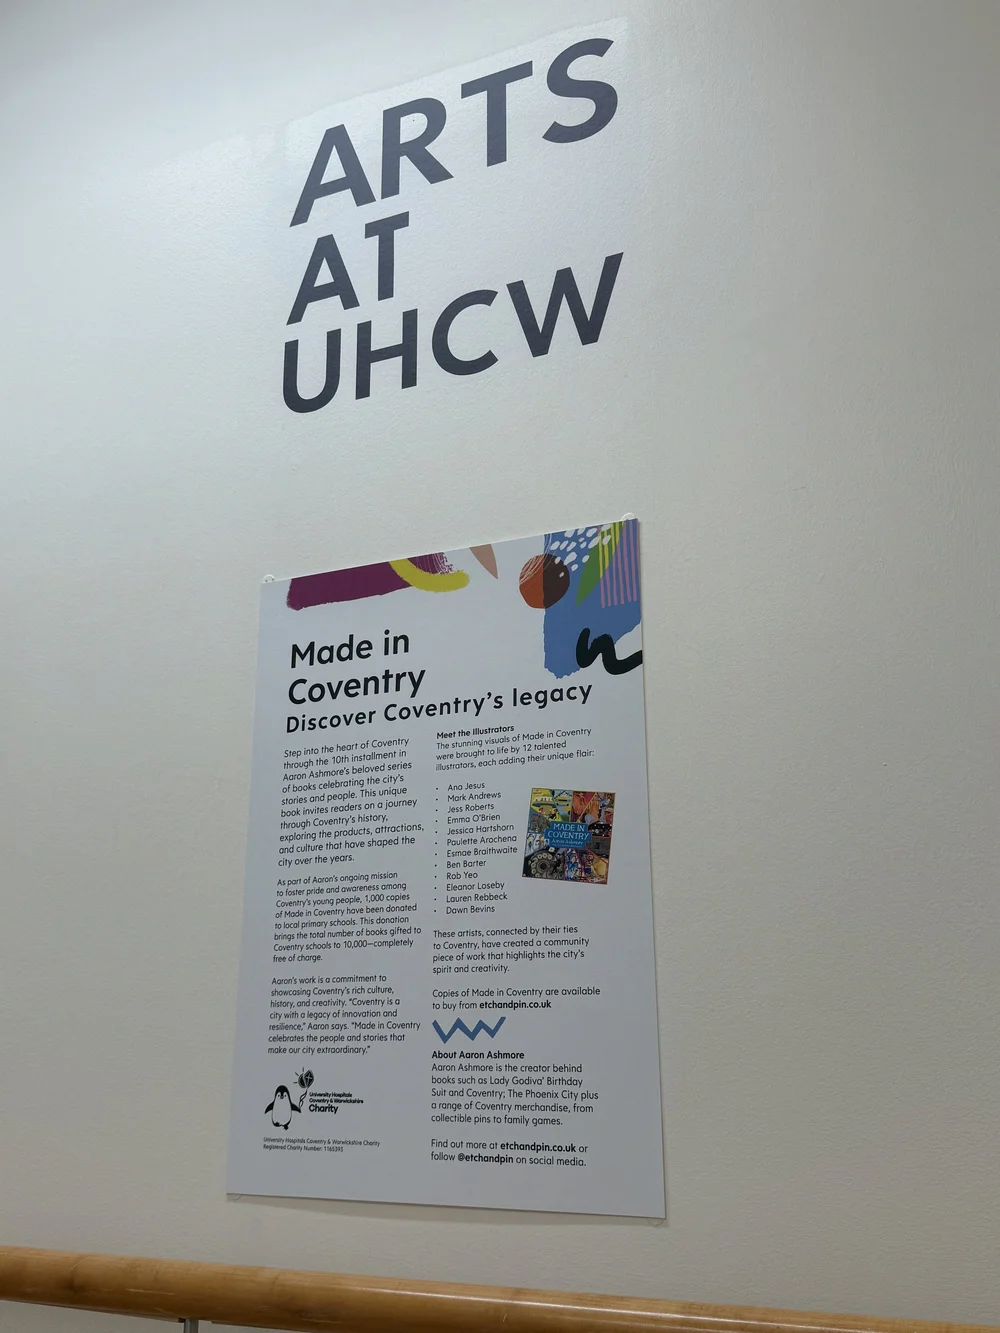 ARTS
AT
UHCW
Made in
Coventry
Discover Coventry's legacy
Step into the heart of Coventry
through the 10th installment in
Aaron Ashmore's beloved series
of books celebrating the city's
stories and people. This unique
book invites readers on a journey
through Coventry's history,
exploring the products, attractions,
and culture that have shaped the
city over the years.
As part of Aaron's ongoing mission
to foster pride and awareness among
Coventry's young people, 1,000 copies
of Made in Coventry have been donated
to local primary schools. This donation
brings the total number of books gifted to
Coventry schools to 10,000—completely
free of charge.
Aaron's work is a commitment to
showcasing Coventry's rich culture,
history, and creativity. "Coventry is a
city with a legacy of innovation and
resilience," Aaron says. "Made in Coventry
celebrates the people and stories that
make our city extraordinary."
University Hospitals
Coventry & Warwickshire
Charity
University Hospitals Coventry & Warwickshire Charity
Registered Charity Number: 1165393
Meet the Illustrators
The stunning visuals of Made in Coventry
were brought to life by 12 talented
illustrators, each adding their unique flair:
• Ana Jesus
• Mark Andrews
• Jess Roberts
• Emma O'Brien
• Jessica Hartshorn
• Paulette Arochena
• Esmae Braithwaite
• Ben Barter
• Rob Yeo
• Eleanor Loseby
• Lauren Rebbeck
• Dawn Bevins
MADE IN
COVENTRY
Aaron Ashmore
These artists, connected by their ties
to Coventry, have created a community
piece of work that highlights the city's
spirit and creativity.
Copies of Made in Coventry are available
to buy from etchandpin.co.uk
About Aaron Ashmore
Aaron Ashmore is the creator behind
books such as Lady Godiva' Birthday
Suit and Coventry; The Phoenix City plus
a range of Coventry merchandise, from
collectible pins to family games.
Find out more at etchandpin.co.uk or
follow @etchandpin on social media.